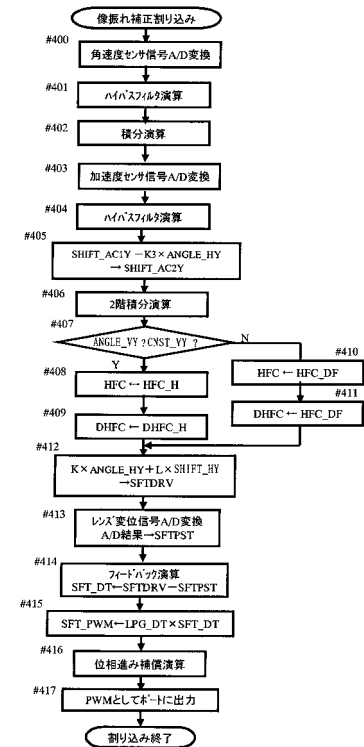 像振れ補正割り込み
#400
角速度センサ信号A/D変換
#401
ハイパスフィルタ演算
#402
積分演算
#403
加速度センサ信号A/D変換
#404
ハイパスフィルタ演算
#405
SHIFT_AC1Y－K3×ANGLE_HY
→ SHIFT_AC2Y
#406
2階積分演算
#407
ANGLE_VY？CNST_VY ？
N
Y
#408
HFC ← HFC_H
#410
HFC ← HFC_DF
#409
DHFC ← DHFC_H
#411
DHFC ← HFC_DF
#412
K×ANGLE_HY＋L×SHIFT_HY
→SFTDRV
#413
レンズ変位信号A/D変換
A/D結果→SFTPST
#414
フィードバック演算
SFT_DT←SFTDRV－SFTPST
#415
SFT_PWM←LPG_DT×SFT_DT
#416
位相進み補償演算
#417
PWMとしてポートに出力
割り込み終了